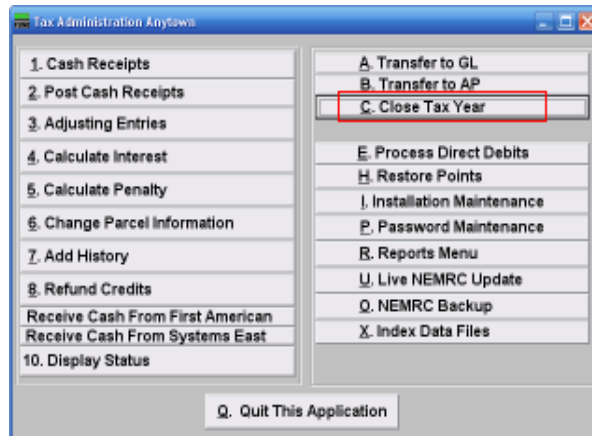 Tax Administration Anytown
1. Cash Receipts
2. Post Cash Receipts
3. Adjusting Entries
4. Calculate Interest
5. Calculate Penalty
6. Change Parcel Information
7. Add History
8. Refund Credits
Receive Cash From First American
Receive Cash From Systems East
10. Display Status
A. Transfer to GL
B. Transfer to AP
C. Close Tax Year
E. Process Direct Debits
H. Restore Points
I. Installation Maintenance
P. Password Maintenance
R. Reports Menu
U. Live NEMRC Update
O. NEMRC Backup
X. Index Data Files
Q. Quit This Application